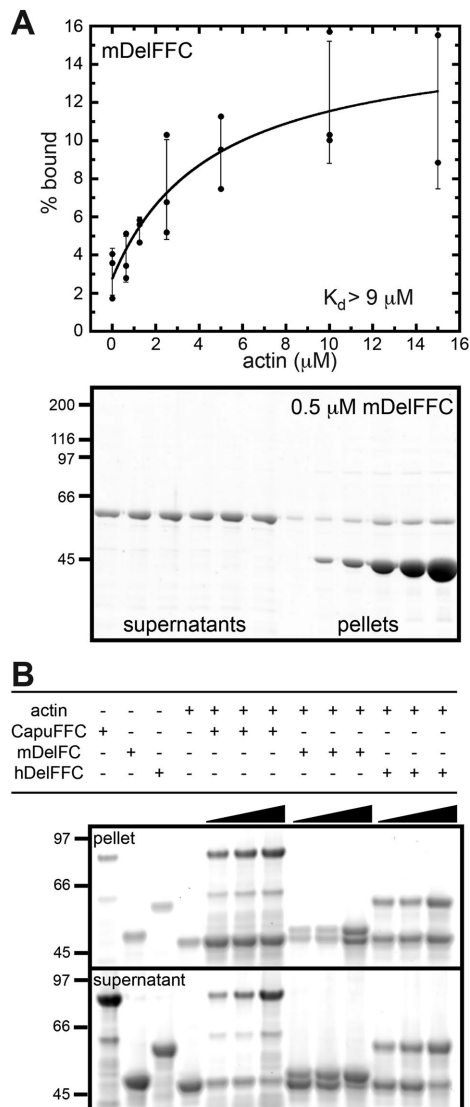 A
mDelFFC
% bound
16
14
12
10
8
6
4
2
0
K_d > 9 μM
0 2 4 6 8 10 12 14 16
actin (μM)
0.5 μM mDelFFC
200
116
97
66
45
supernatants pellets
B
actin - - - + + + + + + + + + +
CapuFFC + - - - + + + - - - - - -
mDelFC - + - - - - - + + + - - -
hDelFFC - - + - - - - - - - + + +
97
pellet
66
45
97
supernatant
66
45